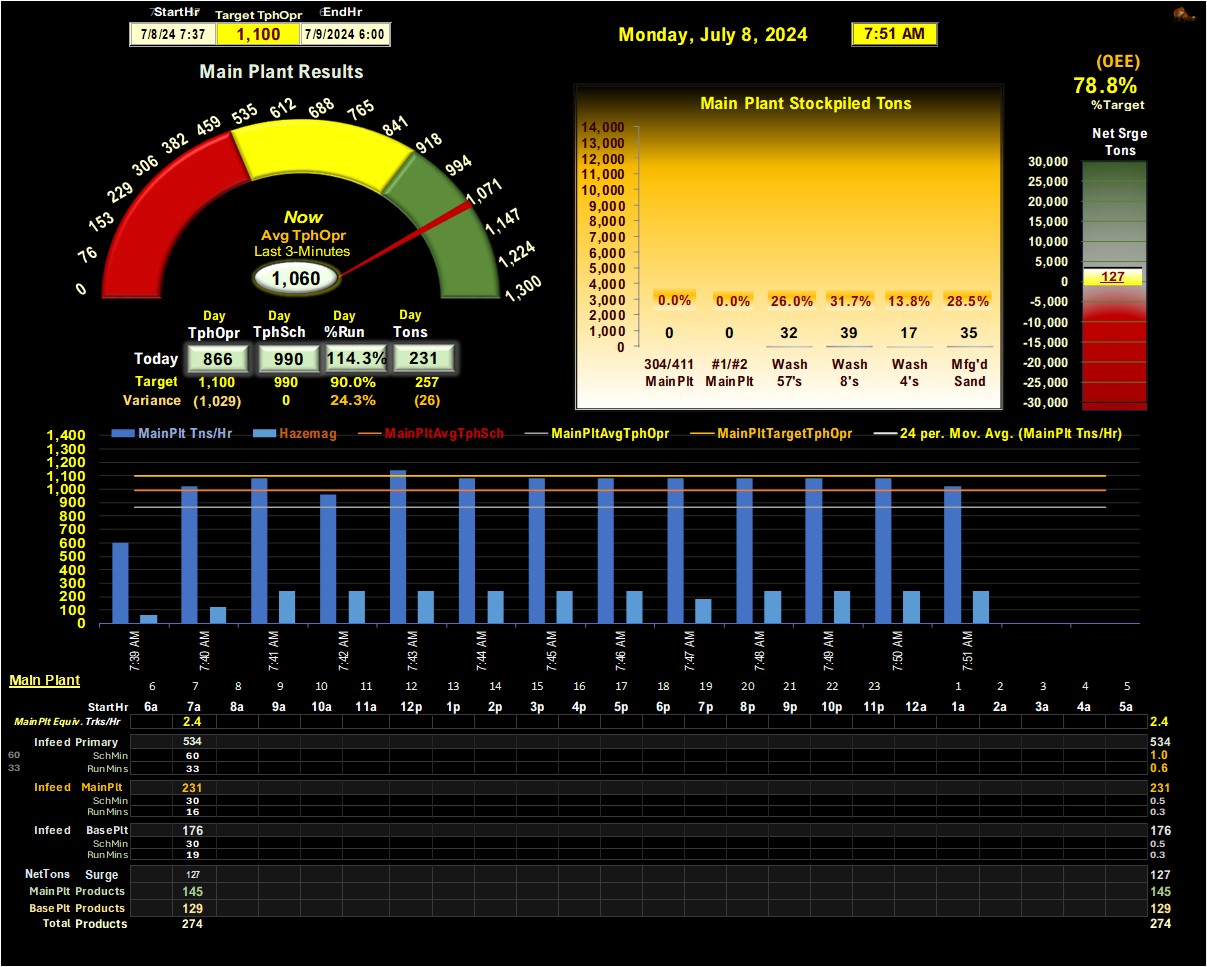 StartHr Target TphOpr EndHr
7/8/24 7:37 1,100 7/9/2024 6:00
Monday, July 8, 2024 7:51 AM
Main Plant Results
(OEE)
78.8%
%Target
0 76 153 229 306 382 459 535 612 688 765 841 918 994 1,071 1,147 1,224 1,300
Now
Avg TphOpr
Last 3-Minutes
1,060
Day Day Day Day
TphOpr TphSch %Run Tons
Today 866 990 114.3% 231
Target 1,100 990 90.0% 257
Variance (1,029) 0 24.3% (26)
Main Plant Stockpiled Tons
14,000
13,000
12,000
11,000
10,000
9,000
8,000
7,000
6,000
5,000
4,000
3,000
2,000
1,000
0
0.0% 0.0% 26.0% 31.7% 13.8% 28.5%
0 0 32 39 17 35
304/411 #1/#2 Wash Wash Wash Mfg'd
MainPlt MainPlt 57's 8's 4's Sand
Net Srge
Tons
30,000
25,000
20,000
15,000
10,000
5,000
0
-5,000
-10,000
-15,000
-20,000
-25,000
-30,000
127
MainPlt Tns/Hr Hazemag MainPltAvgTphSch MainPltAvgTphOpr MainPltTargetTphOpr 24 per. Mov. Avg. (MainPlt Tns/Hr)
1,400
1,300
1,200
1,100
1,000
900
800
700
600
500
400
300
200
100
0
7:39 AM 7:40 AM 7:41 AM 7:42 AM 7:43 AM 7:44 AM 7:45 AM 7:46 AM 7:47 AM 7:48 AM 7:49 AM 7:50 AM 7:51 AM
Main Plant
6 7 8 9 10 11 12 13 14 15 16 17 18 19 20 21 22 23 1 2 3 4 5
StartHr 6a 7a 8a 9a 10a 11a 12p 1p 2p 3p 4p 5p 6p 7p 8p 9p 10p 11p 12a 1a 2a 3a 4a 5a
MainPlt Equiv. Trks/Hr 2.4 2.4
Infeed Primary 534 534
60 SchMin 60 1.0
33 RunMins 33 0.6
Infeed MainPlt 231 231
SchMin 30 0.5
RunMins 16 0.3
Infeed BasePlt 176 176
SchMin 30 0.5
RunMins 19 0.3
NetTons Surge 127 127
MainPlt Products 145 145
BasePlt Products 129 129
Total Products 274 274